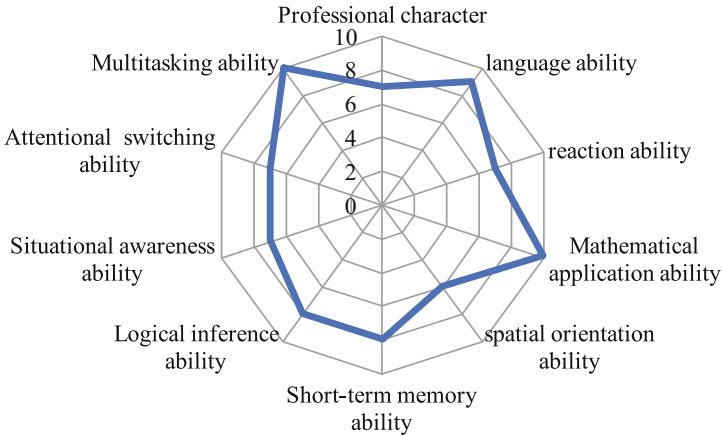 Professional character
10
8
6
4
2
0
language ability
reaction ability
Mathematical
application ability
spatial orientation
ability
Short-term memory
ability
Logical inference
ability
Situational awareness
ability
Attentional switching
ability
Multitasking ability